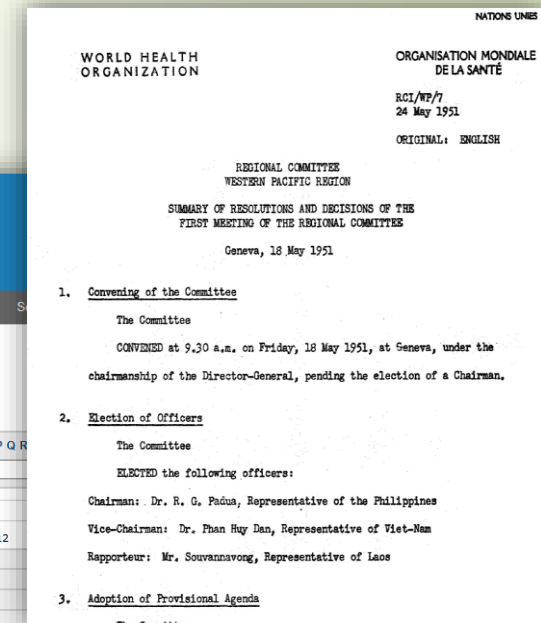 NATIONS UNIES
WORLD HEALTH
ORGANIZATION
ORGANISATION MONDIALE
DE LA SANTÉ
RC1/WP/7
24 May 1951
ORIGINAL: ENGLISH
REGIONAL COMMITTEE
WESTERN PACIFIC REGION
SUMMARY OF RESOLUTIONS AND DECISIONS OF THE
FIRST MEETING OF THE REGIONAL COMMITTEE
Geneva, 18 May 1951
1. Convening of the Committee
The Committee
CONVENED at 9.30 a.m. on Friday, 18 May 1951, at Geneva, under the
chairmanship of the Director-General, pending the election of a Chairman.
2. Election of Officers
The Committee
ELECTED the following officers:
Chairman: Dr. R. G. Padua, Representative of the Philippines
Vice-Chairman: Dr. Phan Huy Dan, Representative of Viet-Nam
Rapporteur: Mr. Souvannavong, Representative of Laos
3. Adoption of Provisional Agenda